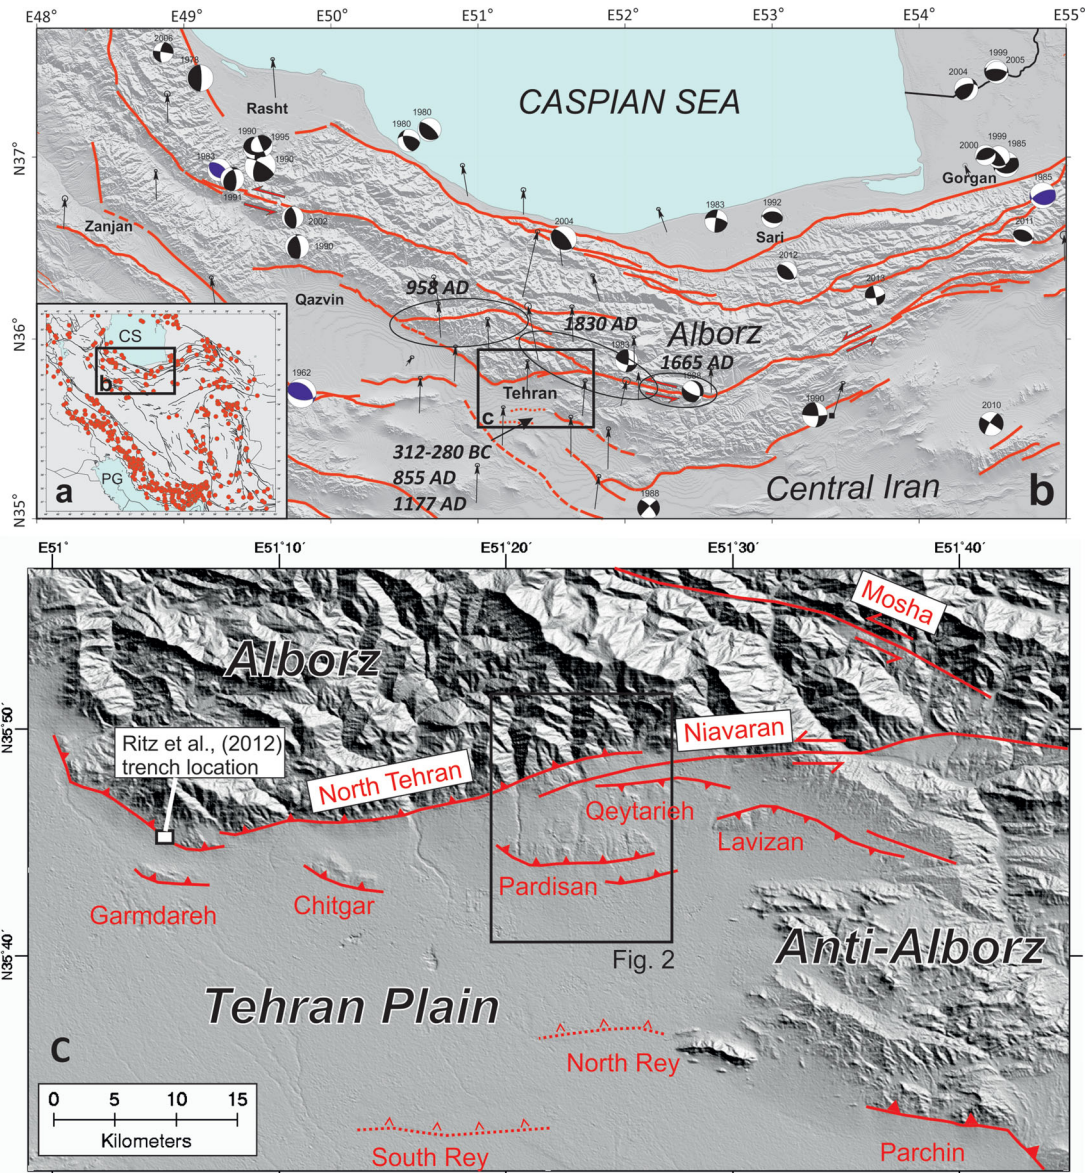 E48° E49° E50° E51° E52° E53° E54° E55°
N37°
N36°
N35°
CASPIAN SEA
2006
1978
Rasht
1980
1980
1990
1995
1983
1990
1991
2002
1990
Zanjan
Qazvin
2004
1983
1992
Sari
2012
2013
1999
2005
2004
1999
2000
1985
Gorgan
1985
2011
958 AD
1830 AD
Alborz
1983
1665 AD
1998
Tehran
c
1962
1990
2010
312-280 BC
855 AD
1177 AD
1988
Central Iran
b
CS
b
PG
a
E51° E51°10' E51°20' E51°30' E51°40'
N35°50'
N35°40'
Mosha
Alborz
Ritz et al., (2012)
trench location
North Tehran
Niavaran
Qeytarieh
Lavizan
Pardisan
Garmdareh
Chitgar
Fig. 2
Anti-Alborz
Tehran Plain
North Rey
South Rey
Parchin
C
0 5 10 15
Kilometers